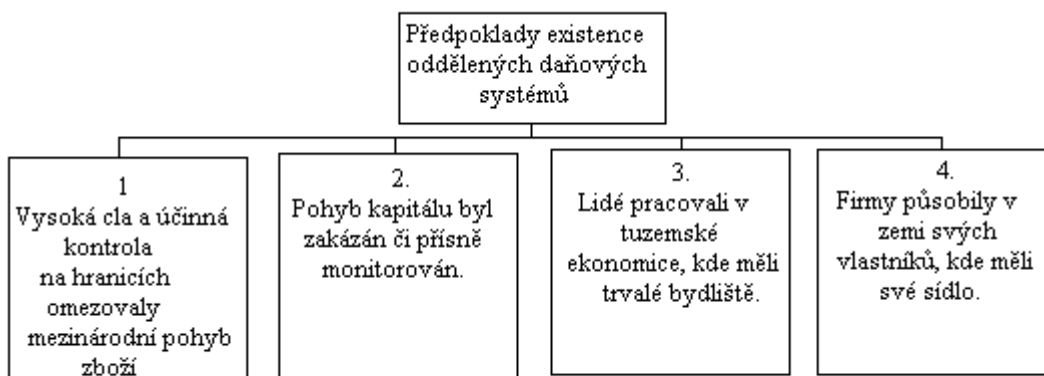 Předpoklady existence
oddělených daňových
systémů
1
Vysoká cla a účinná
kontrola
na hranicích
omezovaly
mezinárodní pohyb
zboží
2.
Pohyb kapitálu byl
zakázán či přísně
monitorován.
3.
Lidé pracovali v
tuzemské
ekonomice, kde měli
trvalé bydliště.
4.
Firmy působily v
zemi svých
vlastníků, kde měli
své sídlo.